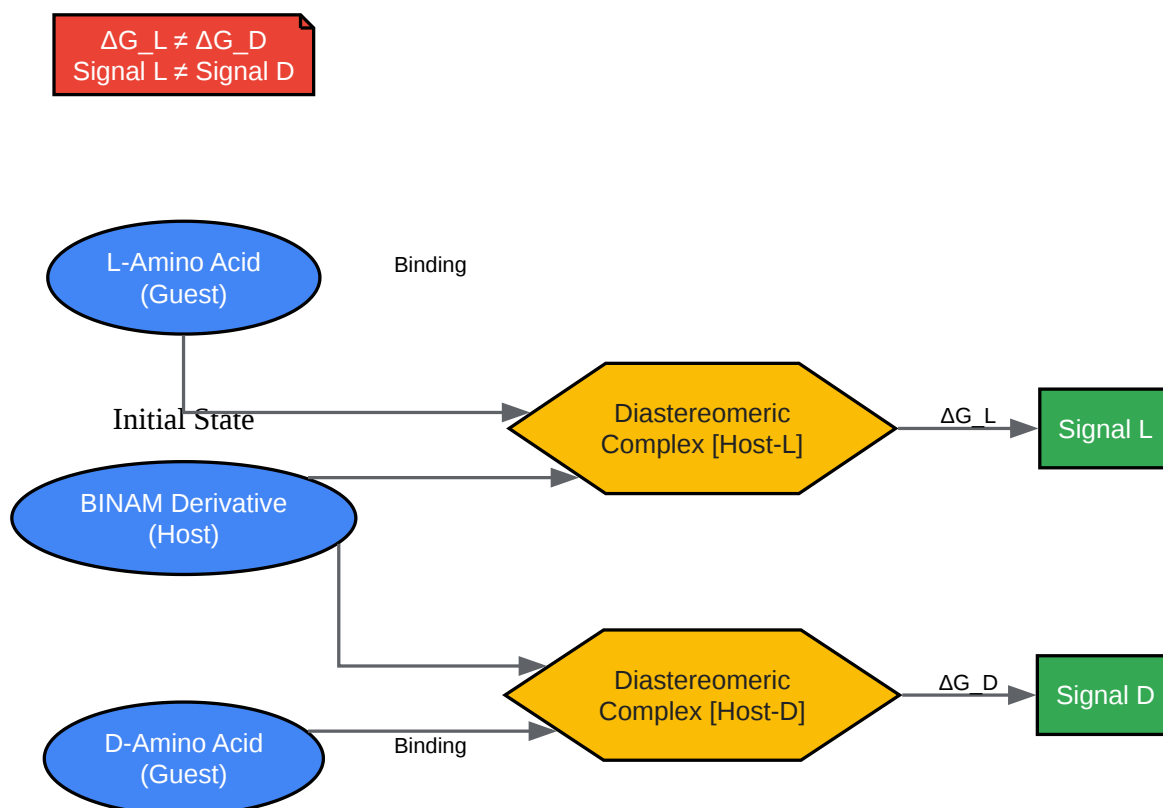 ΔG_L ≠ ΔG_D
Signal L ≠ Signal D
L-Amino Acid
(Guest)
Binding
Initial State
Diastereomeric
Complex [Host-L]
ΔG_L
Signal L
BINAM Derivative
(Host)
Diastereomeric
Complex [Host-D]
ΔG_D
Signal D
D-Amino Acid
(Guest)
Binding